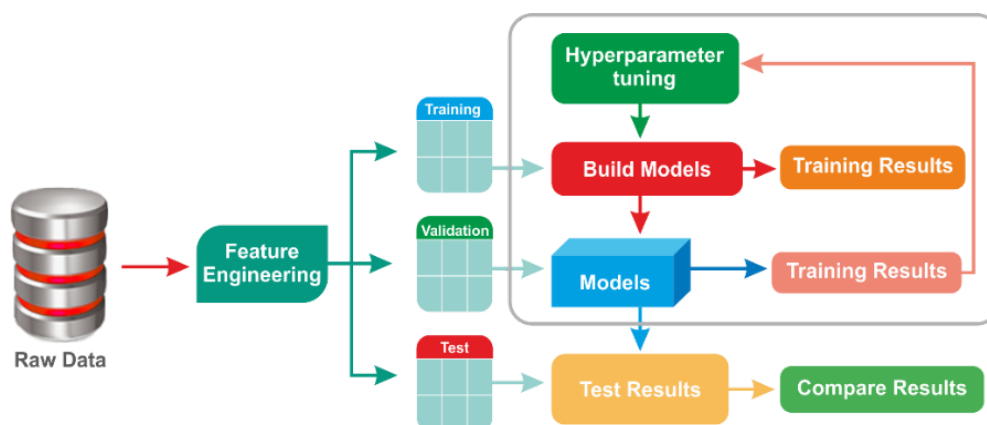 Hyperparameter
tuning
Training
Build Models
Training Results
Validation
Feature
Engineering
Models
Training Results
Raw Data
Test
Test Results
Compare Results